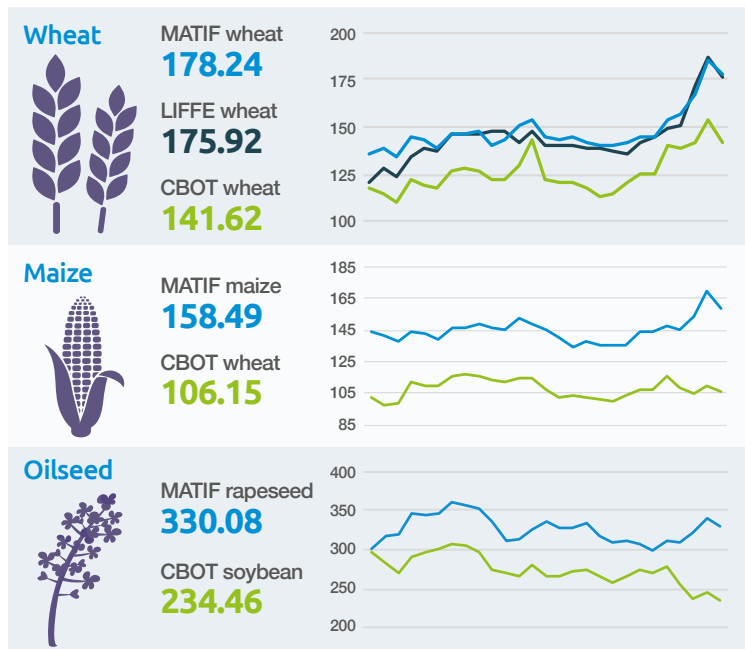 Wheat
MATIF wheat
178.24
LIFFE wheat
175.92
CBOT wheat
141.62
200
175
150
125
100
Maize
MATIF maize
158.49
CBOT wheat
106.15
185
165
145
125
105
85
Oilseed
MATIF rapeseed
330.08
CBOT soybean
234.46
400
350
300
250
200